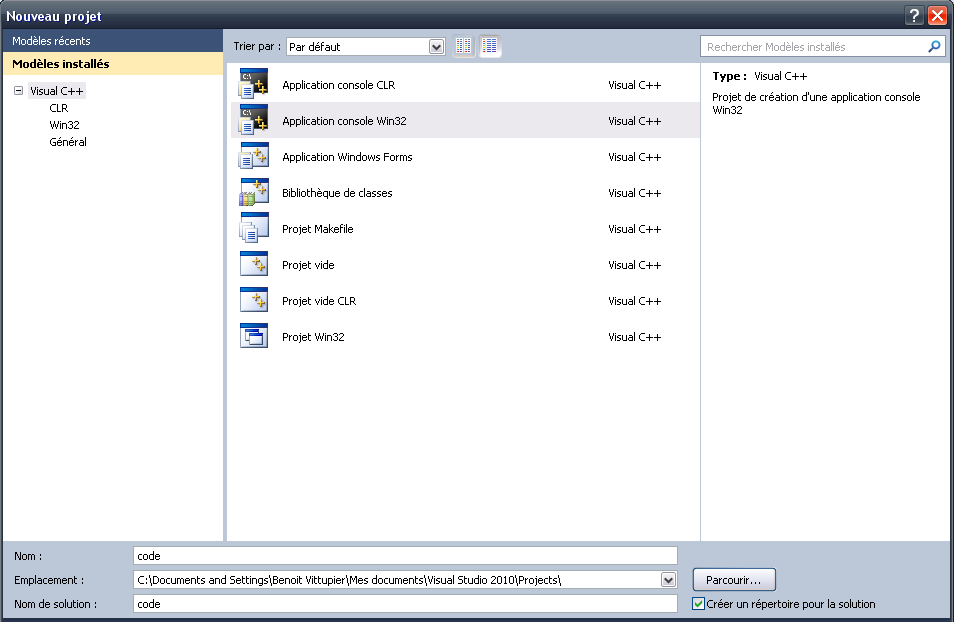 Nouveau projet
Modèles récents
Modèles installés
Visual C++
CLR
Win32
Général
Trier par : Par défaut
Application console CLR Visual C++
Application console Win32 Visual C++
Application Windows Forms Visual C++
Bibliothèque de classes Visual C++
Projet Makefile Visual C++
Projet vide Visual C++
Projet vide CLR Visual C++
Projet Win32 Visual C++
Rechercher Modèles installés
Type : Visual C++
Projet de création d'une application console
Win32
Nom : code
Emplacement : C:\Documents and Settings\Benoit Vittupier\Mes documents\Visual Studio 2010\Projects\ Parcourir...
Nom de solution : code
Créer un répertoire pour la solution